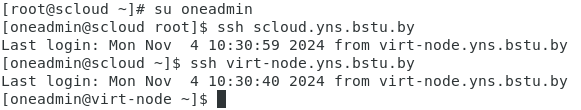 [root@scloud ~]# su oneadmin
[oneadmin@scloud root]$ ssh scloud.yns.bstu.by
Last login: Mon Nov  4 10:30:59 2024 from virt-node.yns.bstu.by
[oneadmin@scloud ~]$ ssh virt-node.yns.bstu.by
Last login: Mon Nov  4 10:30:40 2024 from virt-node.yns.bstu.by
[oneadmin@virt-node ~]$